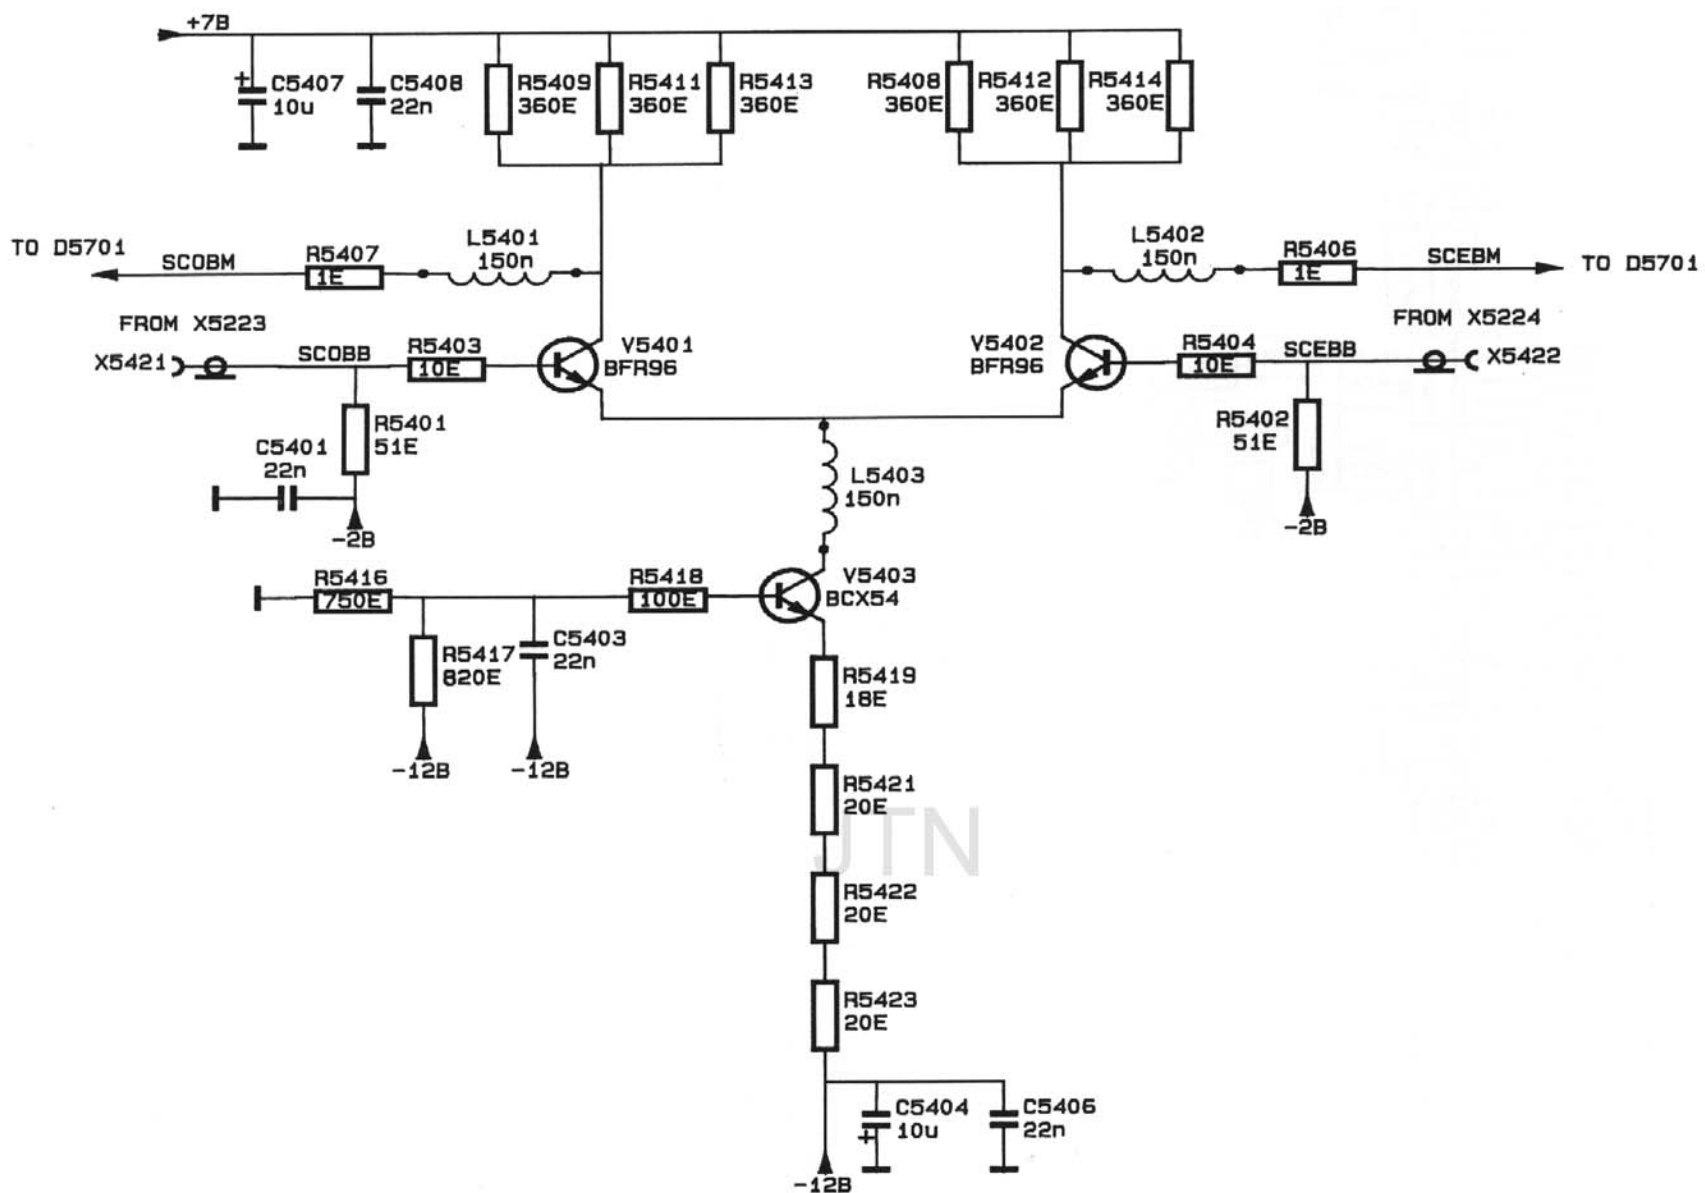 +7B
C5407
10u
C5408
22n
R5409
360E
R5411
360E
R5413
360E
R5408
360E
R5412
360E
R5414
360E
TO D5701
SCOBM
R5407
1E
L5401
150n
L5402
150n
R5406
1E
SCEBM
TO D5701
FROM X5223
X5421
SCOBB
R5403
10E
V5401
BFR96
V5402
BFR96
R5404
10E
SCEBB
FROM X5224
X5422
R5401
51E
C5401
22n
-2B
R5402
51E
-2B
L5403
150n
R5416
750E
R5418
100E
V5403
BCX54
R5417
820E
C5403
22n
-12B
-12B
R5419
18E
R5421
20E
JTN
R5422
20E
R5423
20E
C5404
10u
C5406
22n
-12B